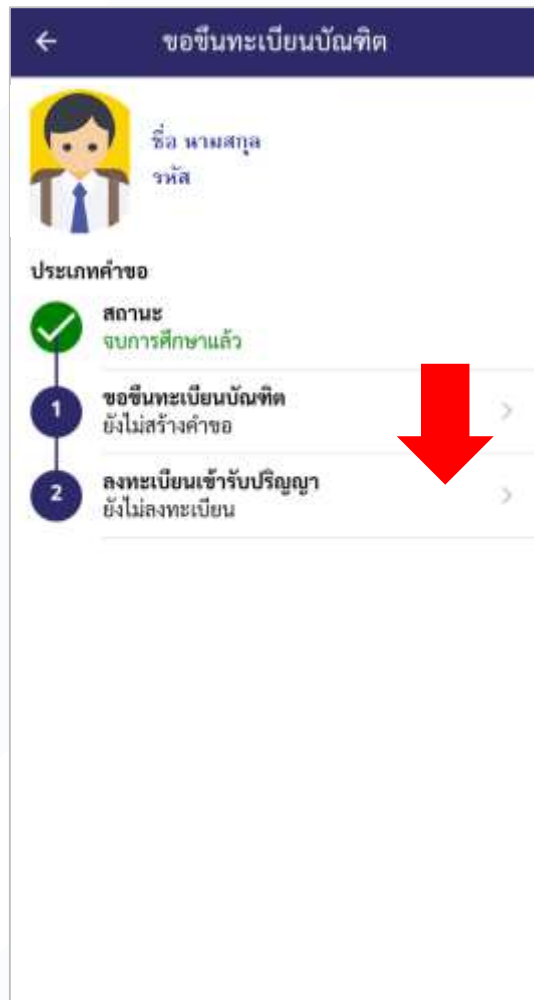 ขอขึ้นทะเบียนบัณฑิต
ชื่อ นามสกุล
รหัส
ประเภทคำขอ
สถานะ
จบการศึกษาแล้ว
1
ขอขึ้นทะเบียนบัณฑิต
ยังไม่สร้างคำขอ
2
ลงทะเบียนเข้ารับปริญญา
ยังไม่ลงทะเบียน